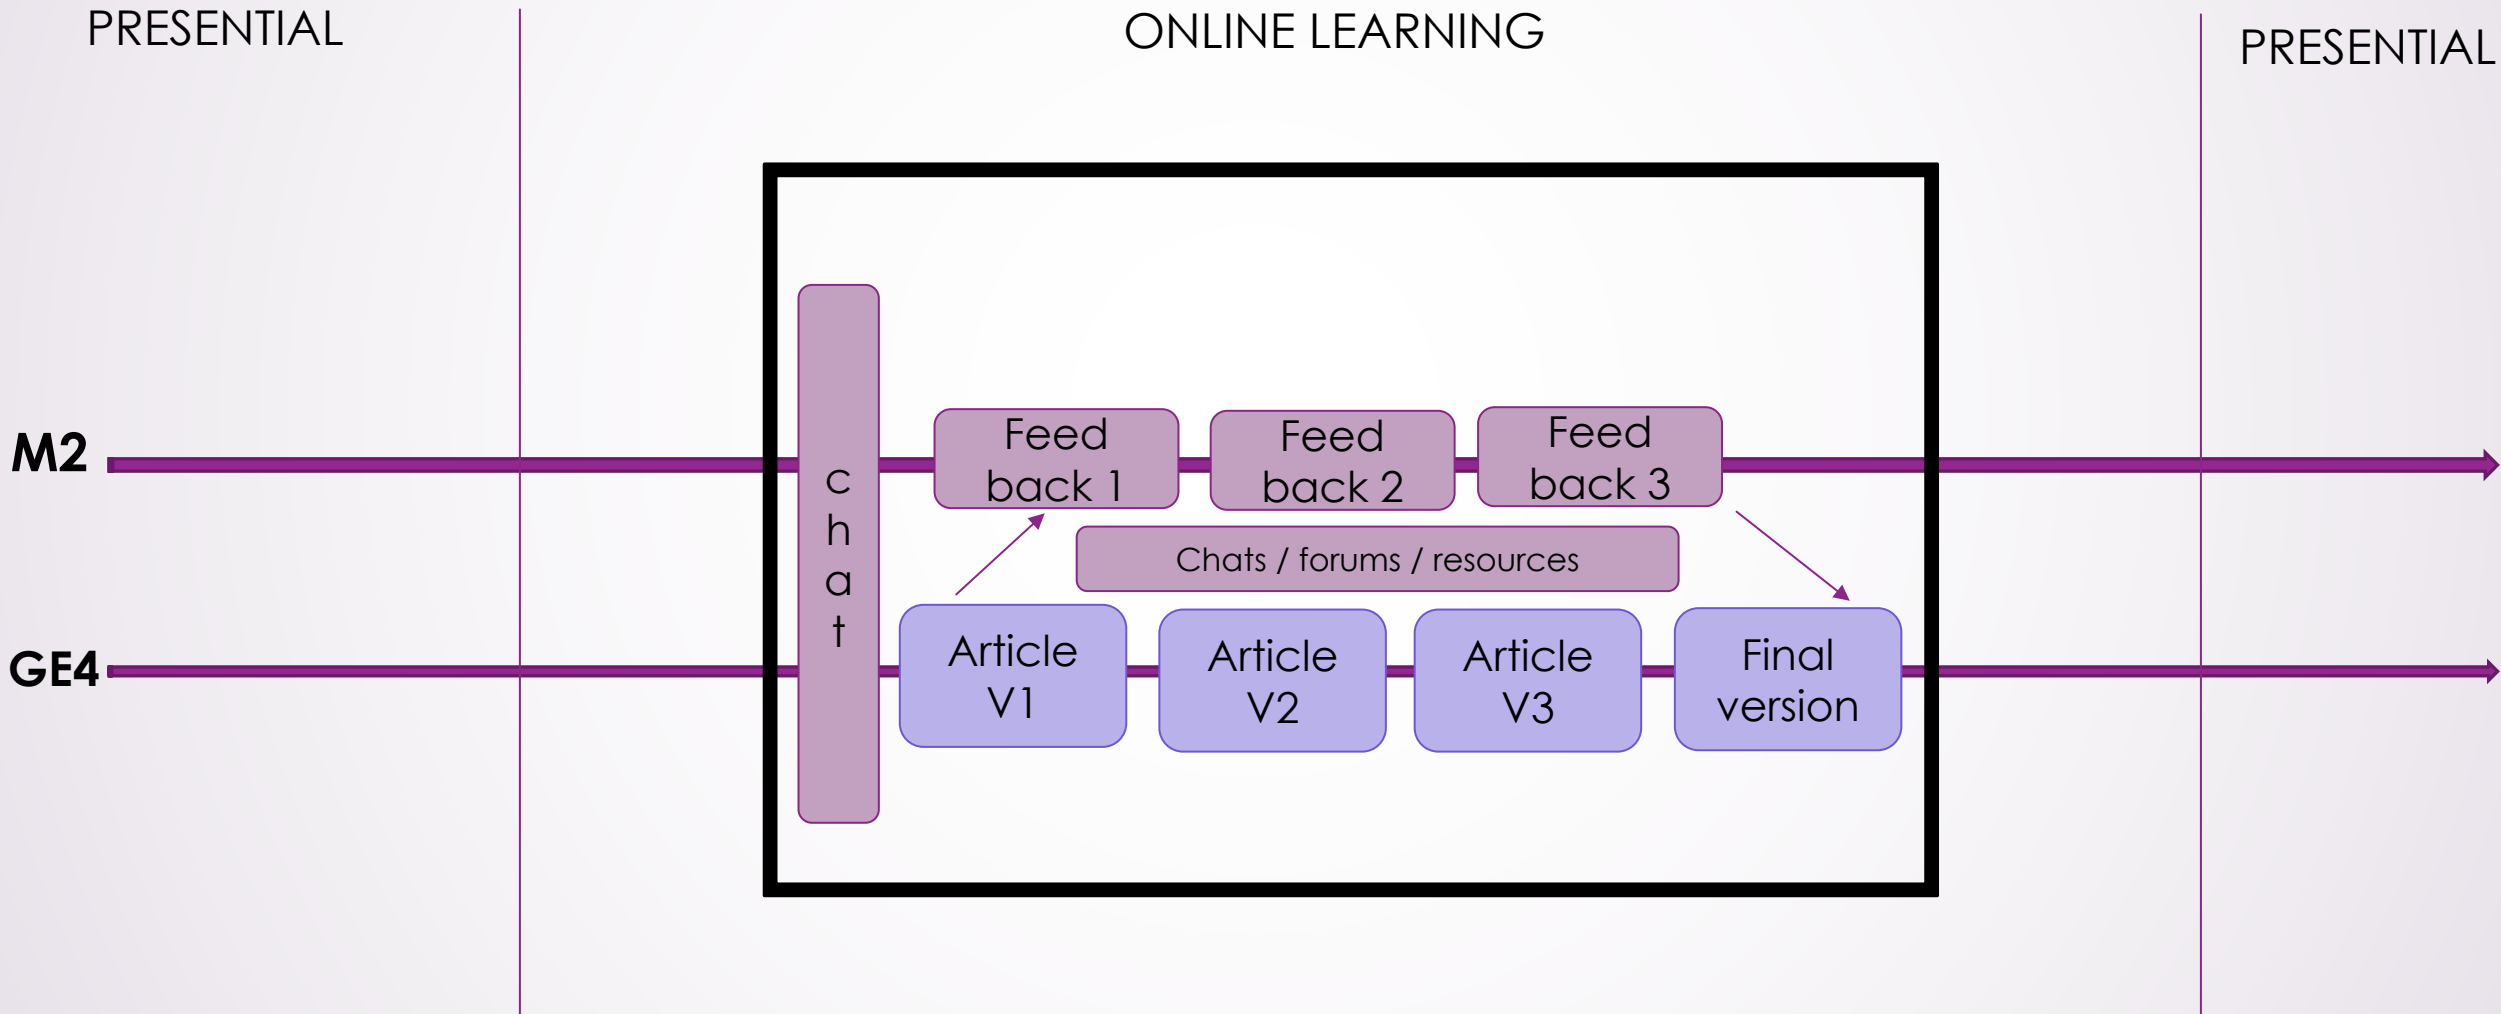 PRESENTIAL
ONLINE LEARNING
PRESENTIAL
M2
c
h
a
t
Feed
back 1
Feed
back 2
Feed
back 3
Chats / forums / resources
GE4
Article
V1
Article
V2
Article
V3
Final
version